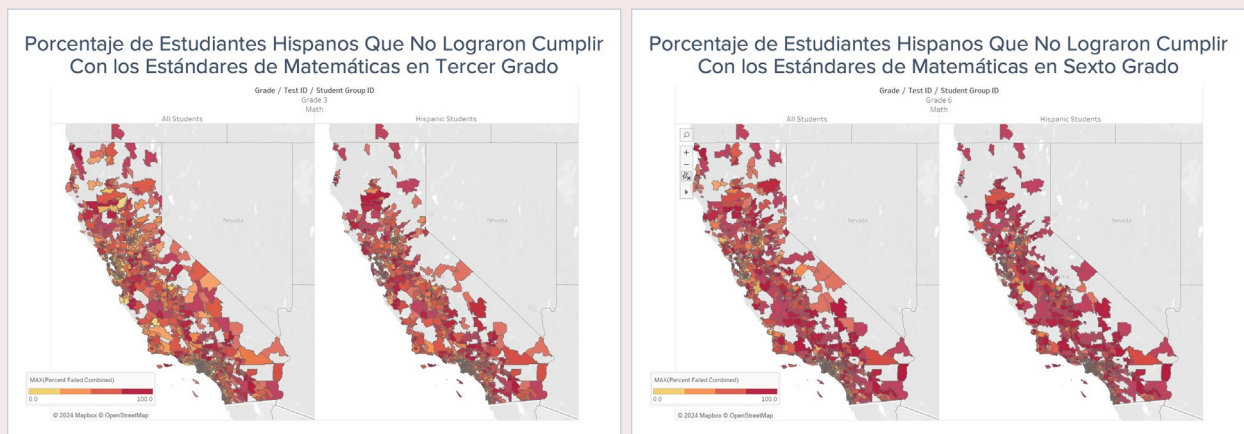 Porcentaje de Estudiantes Hispanos Que No Lograron Cumplir
Con los Estándares de Matemáticas en Tercer Grado
Grade / Test ID / Student Group ID
Grade 3
Math
All Students
Hispanic Students
Nevada
Nevada
MAX(Percent Failed Combined)
0.0
100.0
© 2024 Mapbox © OpenStreetMap
Porcentaje de Estudiantes Hispanos Que No Lograron Cumplir
Con los Estándares de Matemáticas en Sexto Grado
Grade / Test ID / Student Group ID
Grade 6
Math
All Students
Hispanic Students
Nevada
Nevada
MAX(Percent Failed Combined)
0.0
100.0
© 2024 Mapbox © OpenStreetMap